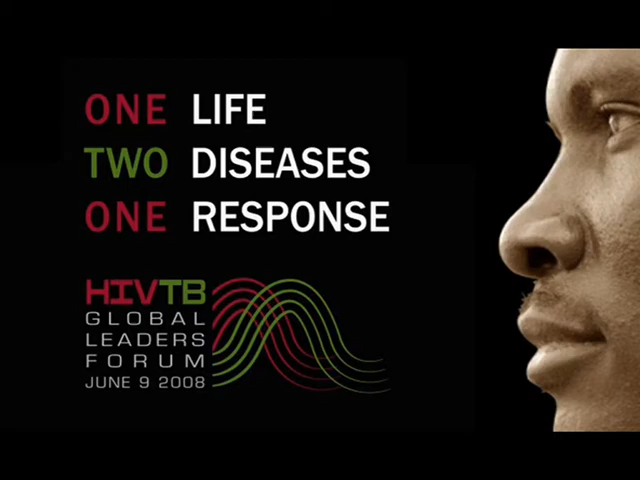 ONE LIFE
TWO DISEASES
ONE RESPONSE
HIVTB
GLOBAL
LEADERS
FORUM
JUNE 9 2008